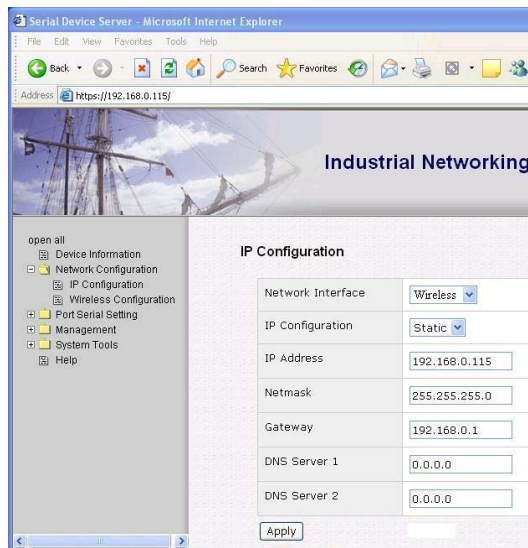 Serial Device Server - Microsoft Internet Explorer
File Edit View Favorites Tools Help
Back Search Favorites
Address https://192.168.0.115/
Industrial Networking
open all
Device Information
Network Configuration
IP Configuration
Wireless Configuration
Port Serial Setting
Management
System Tools
Help
IP Configuration
Network Interface Wireless
IP Configuration Static
IP Address 192.168.0.115
Netmask 255.255.255.0
Gateway 192.168.0.1
DNS Server 1 0.0.0.0
DNS Server 2 0.0.0.0
Apply